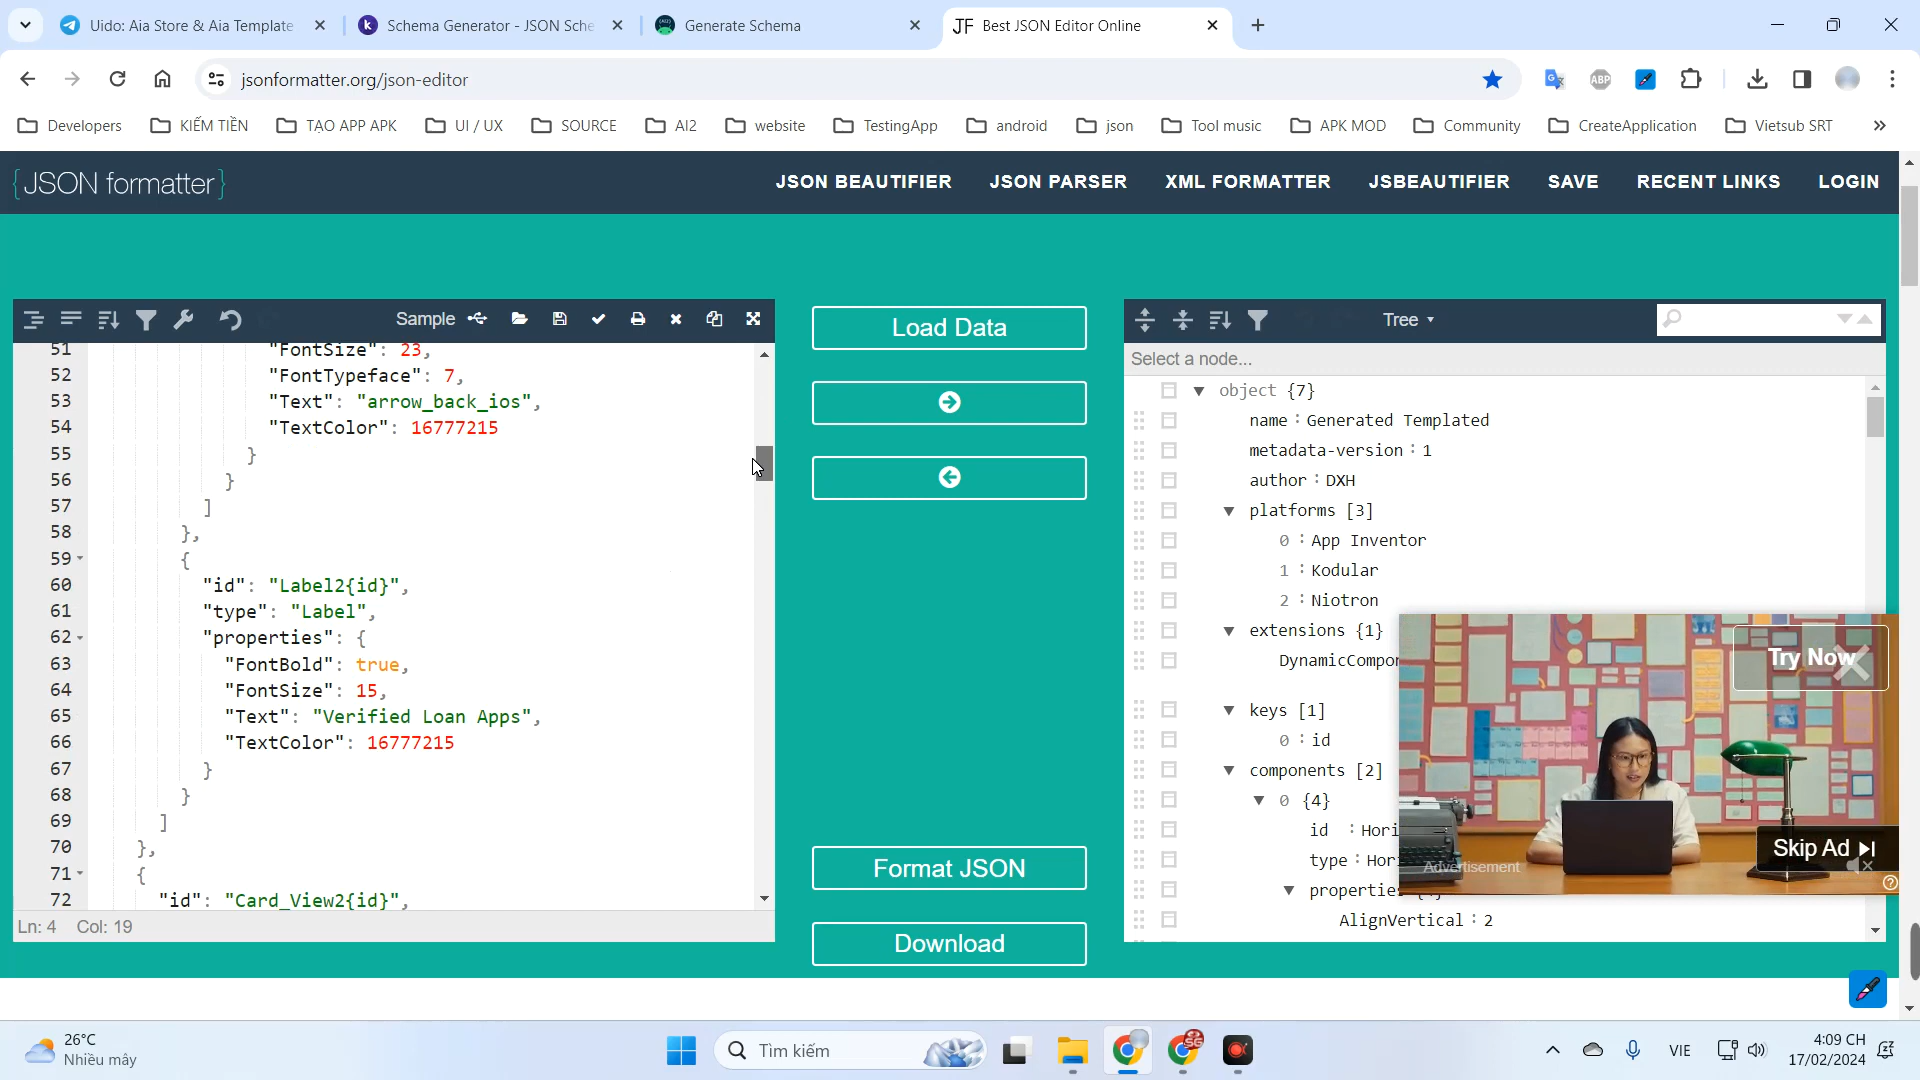 Uido: Aia Store & Aia Template
Schema Generator - JSON Sche
Generate Schema
JF Best JSON Editor Online
jsonformatter.org/json-editor
ABP
Developers
KIẾM TIỀN
TẠO APP APK
UI / UX
SOURCE
AI2
website
TestingApp
android
json
Tool music
APK MOD
Community
CreateApplication
Vietsub SRT
{JSON formatter}
JSON BEAUTIFIER
JSON PARSER
XML FORMATTER
JSBEAUTIFIER
SAVE
RECENT LINKS
LOGIN
Sample
51 "FontSize": 23,
52 "FontTypeface": 7,
53 "Text": "arrow_back_ios",
54 "TextColor": 16777215
55 }
56 }
57 ]
58 },
59 {
60 "id": "Label2{id}",
61 "type": "Label",
62 "properties": {
63 "FontBold": true,
64 "FontSize": 15,
65 "Text": "Verified Loan Apps",
66 "TextColor": 16777215
67 }
68 }
69 ]
70 },
71 {
72 "id": "Card_View2{id}",
Ln: 4 Col: 19
Load Data
Format JSON
Download
Tree
Select a node...
object {7}
name : Generated Templated
metadata-version : 1
author : DXH
platforms [3]
0 : App Inventor
1 : Kodular
2 : Niotron
extensions {1}
DynamicCompon
keys [1]
0 : id
components [2]
0 {4}
id : Hori
type : Hor
properties
AlignVertical : 2
Try Now
Skip Ad
Advertisement
26°C
Nhiều mây
Tìm kiếm
VIE
4:09 CH
17/02/2024